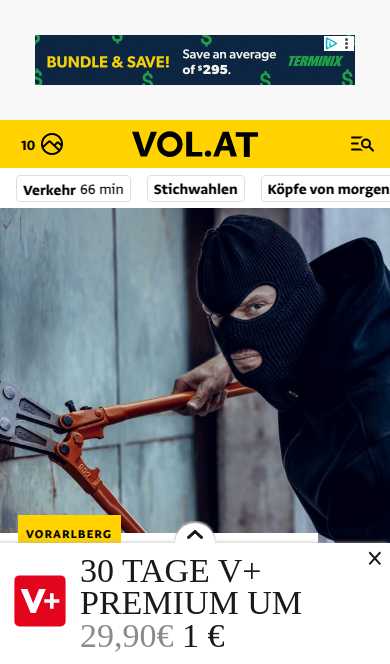 BUNDLE & SAVE!
Save an average
of $295.
TERMINIX
10
VOL.AT
Verkehr 66 min
Stichwahlen
Köpfe von morgen
VORARLBERG
V+
30 TAGE V+
PREMIUM UM
29,90€ 1 €